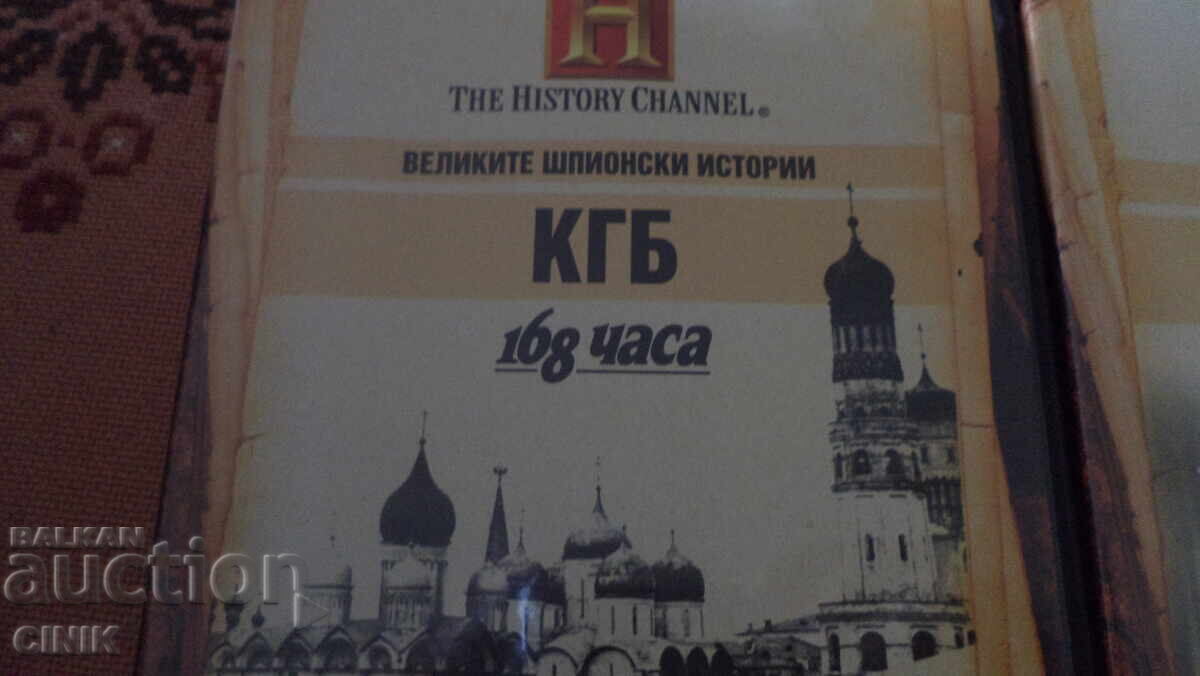 H
THE HISTORY CHANNEL®
ВЕЛИКИТЕ ШПИОНСКИ ИСТОРИИ
КГБ
168 часа
BALKAN
auction
CINIK